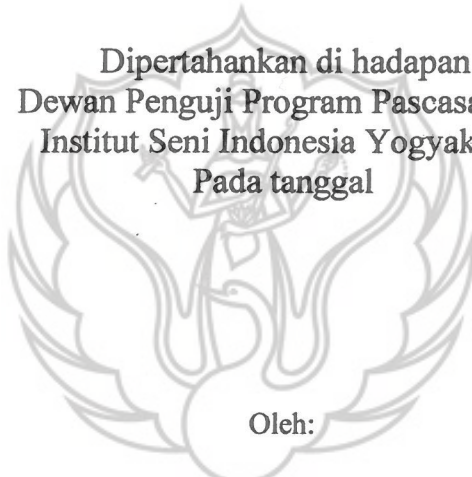 Dipertahankan di hadapan
Dewan Penguji Program Pascasa
Institut Seni Indonesia Yogyak
Pada tanggal
Oleh: